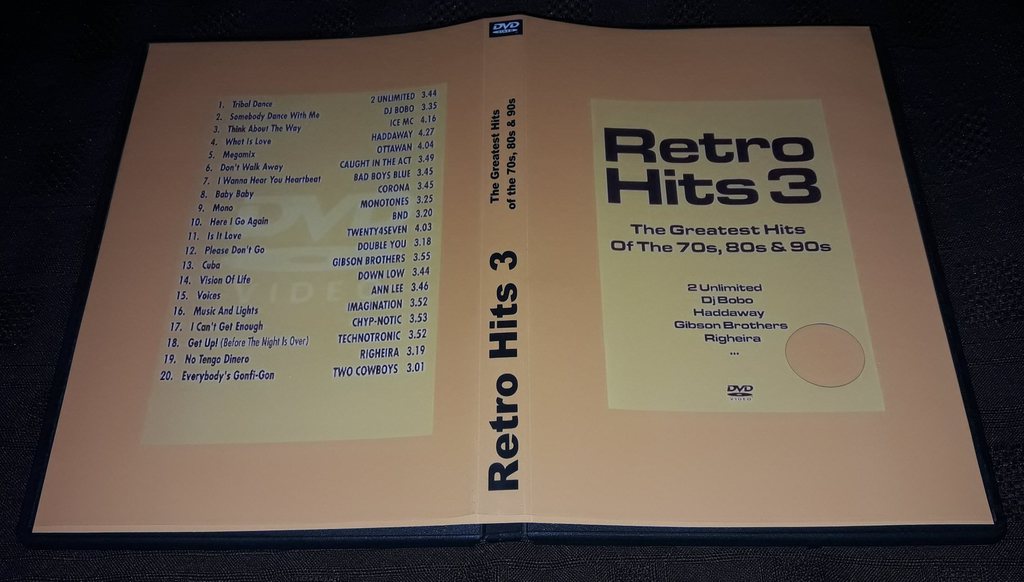 1. Tribal Dance 2 UNLIMITED 3.44
2. Somebody Dance With Me DJ BOBO 3.35
3. Think About The Way ICE MC 4.16
4. What Is Love HADDAWAY 4.27
5. Megamix OTTAWAN 4.04
6. Don't Walk Away CAUGHT IN THE ACT 3.49
7. I Wanna Hear You Heartbeat BAD BOYS BLUE 3.45
8. Baby Baby CORONA 3.45
9. Mono MONOTONES 3.25
10. Here I Go Again BND 3.20
11. Is It Love TWENTY4SEVEN 4.03
12. Please Don't Go DOUBLE YOU 3.18
13. Cuba GIBSON BROTHERS 3.55
14. Vision Of Life DOWN LOW 3.44
15. Voices ANN LEE 3.46
16. Music And Lights IMAGINATION 3.52
17. I Can't Get Enough CHYP-NOTIC 3.53
18. Get Up! (Before The Night Is Over) TECHNOTRONIC 3.52
19. No Tengo Dinero RIGHEIRA 3.19
20. Everybody's Gonfi-Gon TWO COWBOYS 3.01
DVD
VIDEO
DVD
VIDEO
The Greatest Hits
of the 70s, 80s & 90s
Retro Hits 3
Retro
Hits 3
The Greatest Hits
Of The 70s, 80s & 90s
2 Unlimited
Dj Bobo
Haddaway
Gibson Brothers
Righeira
...
DVD
VIDEO